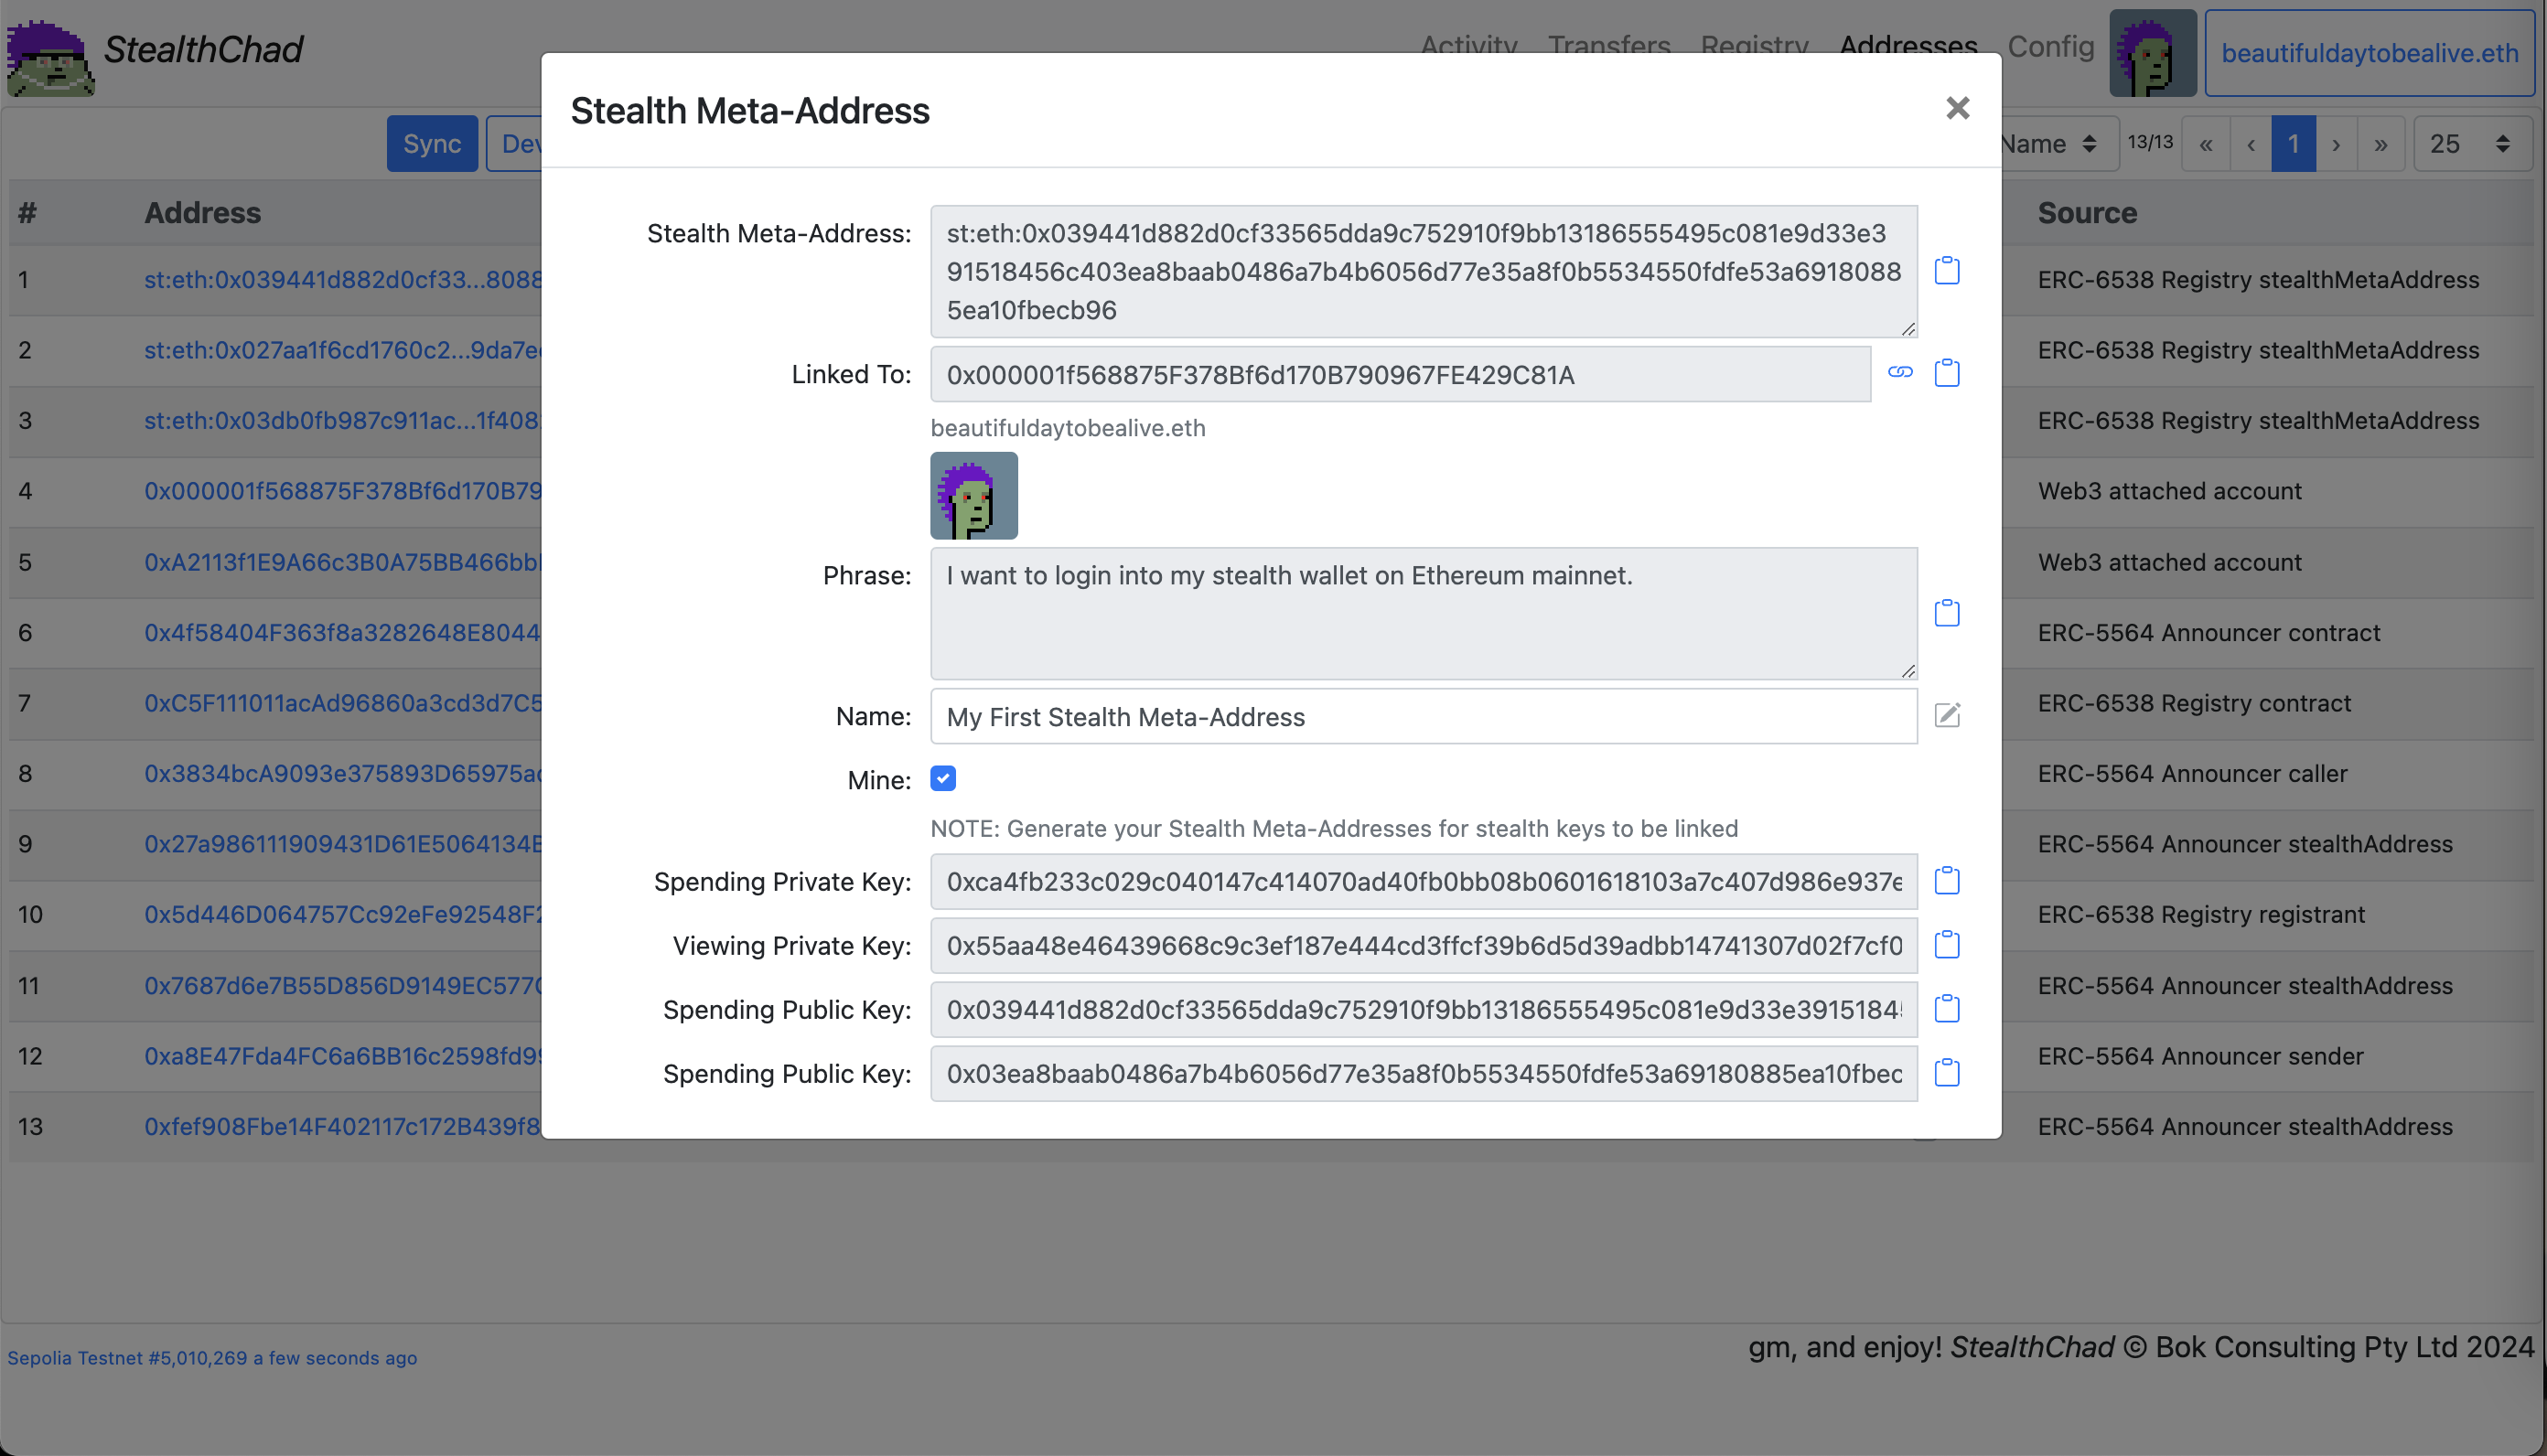 StealthChad
Activity Transfers Registry Addresses Config beautifuldaytobealive.eth
Sync Dev Name 13/13 « ‹ 1 › » 25
# Address Source
1 st:eth:0x039441d882d0cf33...8088 ERC-6538 Registry stealthMetaAddress
2 st:eth:0x027aa1f6cd1760c2...9da7e ERC-6538 Registry stealthMetaAddress
3 st:eth:0x03db0fb987c911ac...1f408 ERC-6538 Registry stealthMetaAddress
4 0x000001f568875F378Bf6d170B79 Web3 attached account
5 0xA2113f1E9A66c3B0A75BB466bb Web3 attached account
6 0x4f58404F363f8a3282648E8044 ERC-5564 Announcer contract
7 0xC5F111011acAd96860a3cd3d7C5 ERC-6538 Registry contract
8 0x3834bcA9093e375893D65975a ERC-5564 Announcer caller
9 0x27a986111909431D61E5064134 ERC-5564 Announcer stealthAddress
10 0x5d446D064757Cc92eFe92548F ERC-6538 Registry registrant
11 0x7687d6e7B55D856D9149EC577 ERC-5564 Announcer stealthAddress
12 0xa8E47Fda4FC6a6BB16c2598fd9 ERC-5564 Announcer sender
13 0xfef908Fbe14F402117c172B439f8 ERC-5564 Announcer stealthAddress
Stealth Meta-Address
Stealth Meta-Address: st:eth:0x039441d882d0cf33565dda9c752910f9bb13186555495c081e9d33e3
91518456c403ea8baab0486a7b4b6056d77e35a8f0b5534550fdfe53a6918088
5ea10fbecb96
Linked To: 0x000001f568875F378Bf6d170B790967FE429C81A
beautifuldaytobealive.eth
Phrase: I want to login into my stealth wallet on Ethereum mainnet.
Name: My First Stealth Meta-Address
Mine:
NOTE: Generate your Stealth Meta-Addresses for stealth keys to be linked
Spending Private Key: 0xca4fb233c029c040147c414070ad40fb0bb08b0601618103a7c407d986e937e
Viewing Private Key: 0x55aa48e46439668c9c3ef187e444cd3ffcf39b6d5d39adbb14741307d02f7cf0
Spending Public Key: 0x039441d882d0cf33565dda9c752910f9bb13186555495c081e9d33e3915184
Spending Public Key: 0x03ea8baab0486a7b4b6056d77e35a8f0b5534550fdfe53a69180885ea10fbec
Sepolia Testnet #5,010,269 a few seconds ago
gm, and enjoy! StealthChad © Bok Consulting Pty Ltd 2024